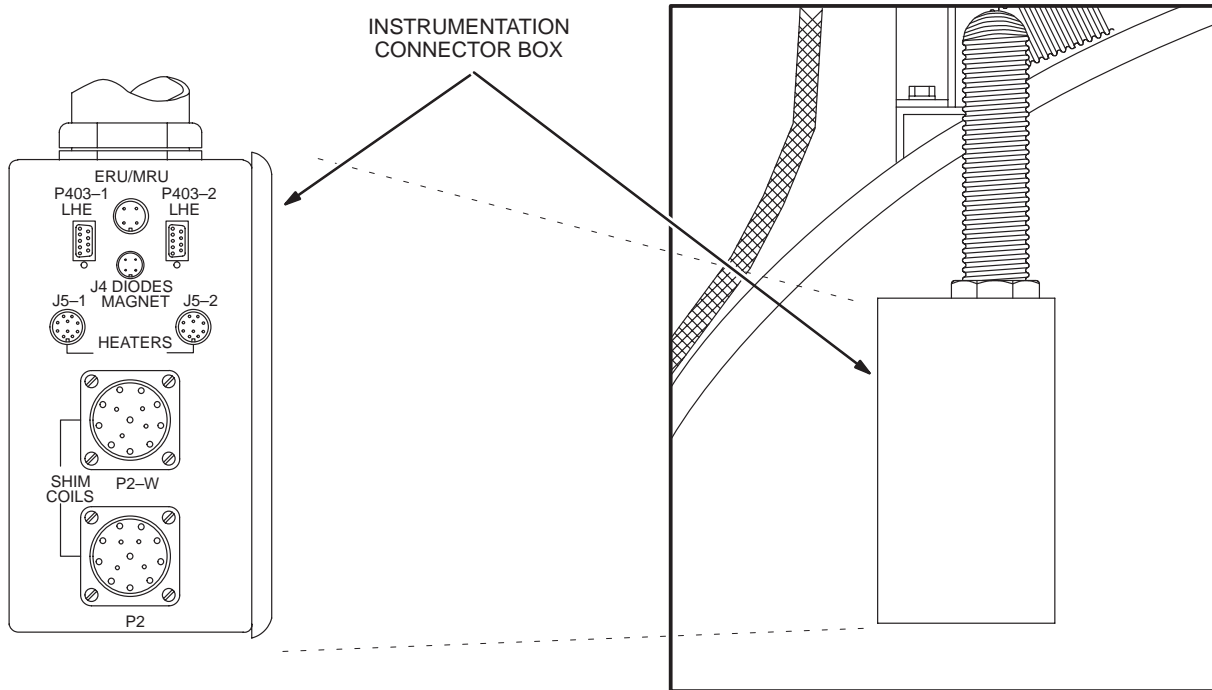 INSTRUMENTATION
CONNECTOR BOX
ERU/MRU
P403–1
LHE
P403–2
LHE
J4 DIODES
MAGNET
J5–1
J5–2
HEATERS
SHIM
COILS
P2–W
P2